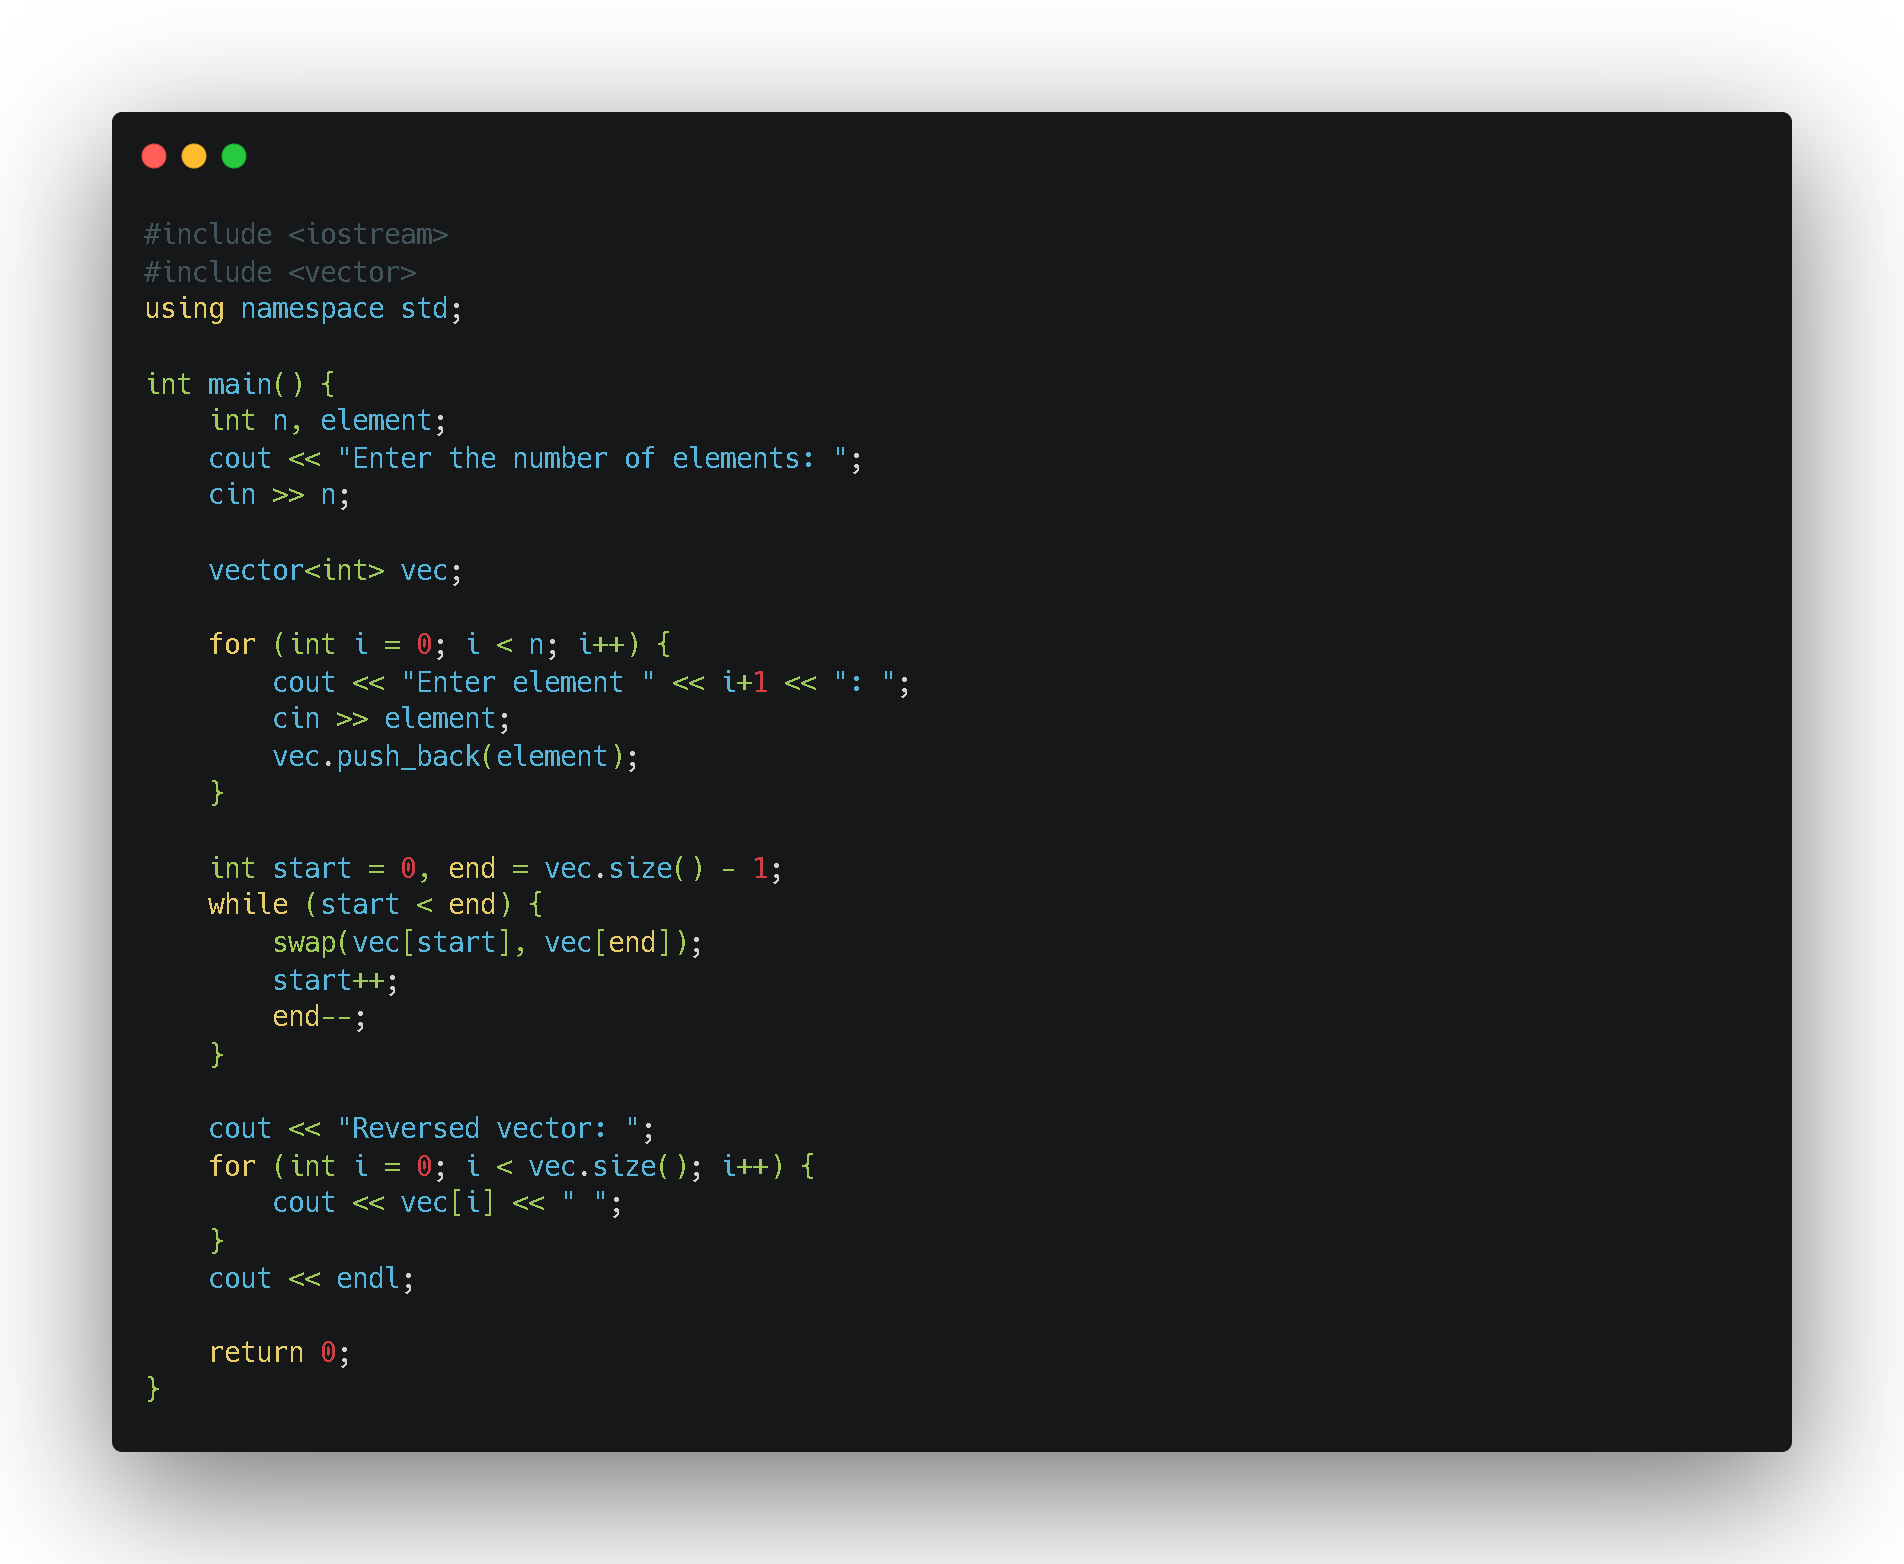 #include <iostream>
#include <vector>
using namespace std;

int main() {
    int n, element;
    cout << "Enter the number of elements: ";
    cin >> n;

    vector<int> vec;

    for (int i = 0; i < n; i++) {
        cout << "Enter element " << i+1 << ": ";
        cin >> element;
        vec.push_back(element);
    }

    int start = 0, end = vec.size() - 1;
    while (start < end) {
        swap(vec[start], vec[end]);
        start++;
        end--;
    }

    cout << "Reversed vector: ";
    for (int i = 0; i < vec.size(); i++) {
        cout << vec[i] << " ";
    }
    cout << endl;

    return 0;
}